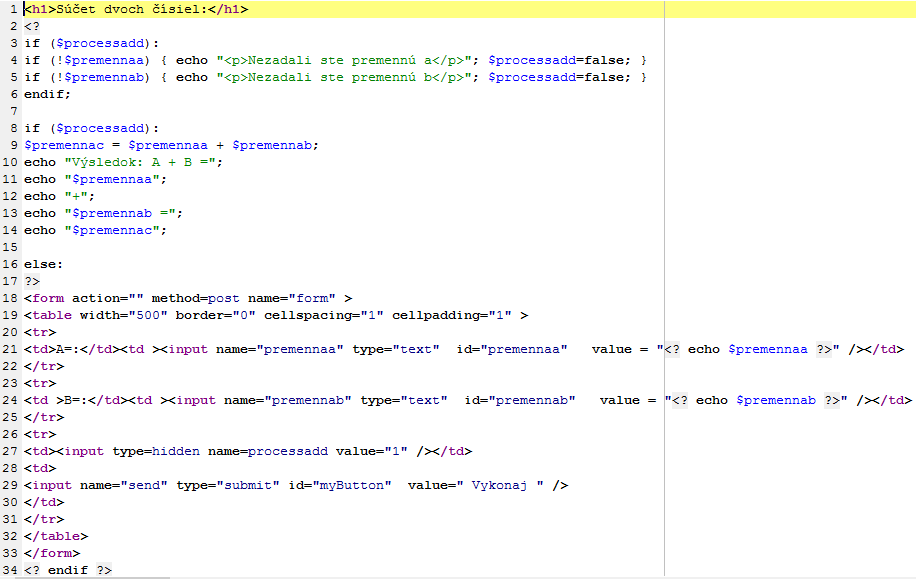 1 <h1>Súčet dvoch čísiel:</h1>
2 <?
3 if ($processadd):
4 if (!$premennaa) { echo "<p>Nezadali ste premennú a</p>"; $processadd=false; }
5 if (!$premennab) { echo "<p>Nezadali ste premennú b</p>"; $processadd=false; }
6 endif;
7
8 if ($processadd):
9 $premennac = $premennaa + $premennab;
10 echo "Výsledok: A + B =";
11 echo "$premennaa";
12 echo "+";
13 echo "$premennab =";
14 echo "$premennac";
15
16 else:
17 ?>
18 <form action="" method=post name="form" >
19 <table width="500" border="0" cellspacing="1" cellpadding="1" >
20 <tr>
21 <td>A=:</td><td ><input name="premennaa" type="text"  id="premennaa"   value = "<? echo $premennaa ?>" /></td>
22 </tr>
23 <tr>
24 <td >B=:</td><td ><input name="premennab" type="text"  id="premennab"   value = "<? echo $premennab ?>" /></td>
25 </tr>
26 <tr>
27 <td><input type=hidden name=processadd value="1" /></td>
28 <td>
29 <input name="send" type="submit" id="myButton"  value=" Vykonaj " />
30 </td>
31 </tr>
32 </table>
33 </form>
34 <? endif ?>